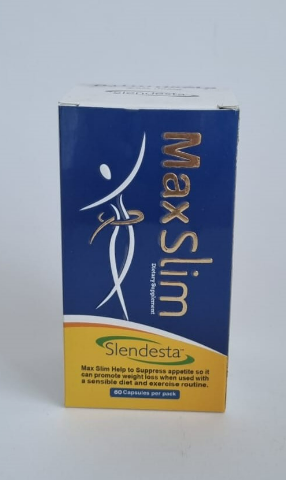 Max Slim
Dietary Supplement
Slendesta
Max Slim Help to Suppress appetite so it
can promote weight loss when used with
a sensible diet and exercise routine.
60 Capsules per pack